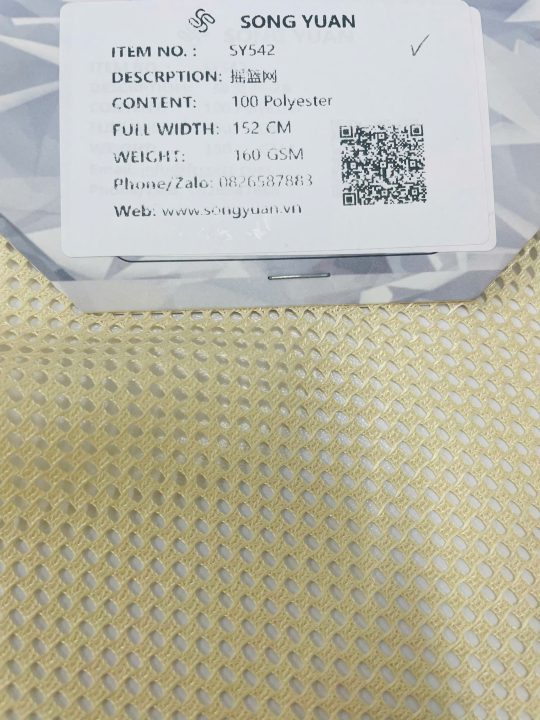 SONG YUAN
ITEM NO. : SY542
DESCRPTION: 摇篮网
CONTENT: 100 Polyester
FULL WIDTH: 152 CM
WEIGHT: 160 GSM
Phone/Zalo: 0826587883
Web: www.songyuan.vn